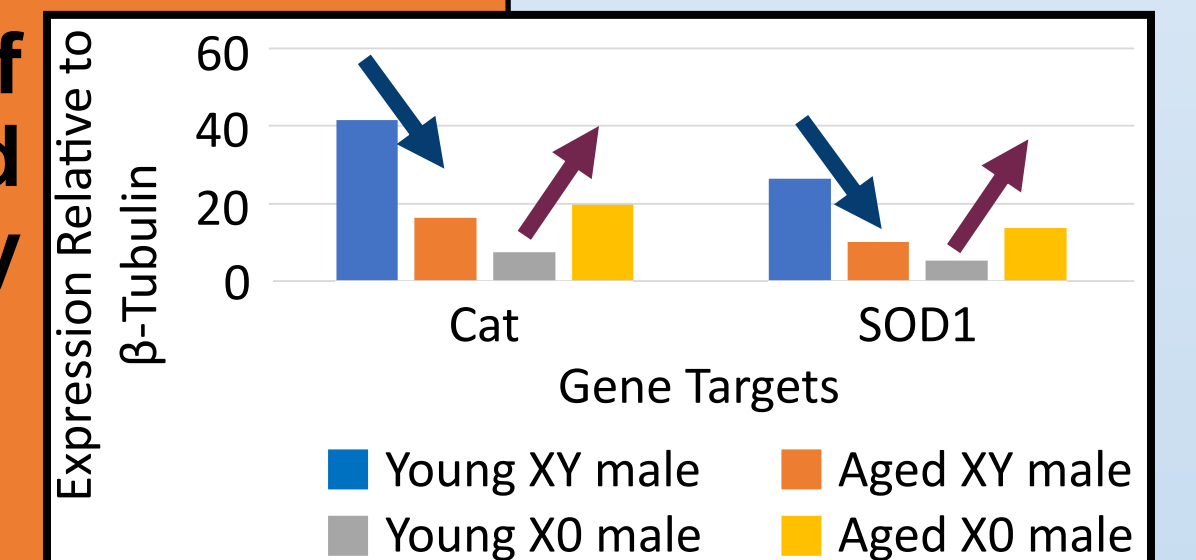 f
d
y
Expression Relative to
β-Tubulin
60
40
20
0
Cat SOD1
Gene Targets
Young XY male Aged XY male
Young X0 male Aged X0 male